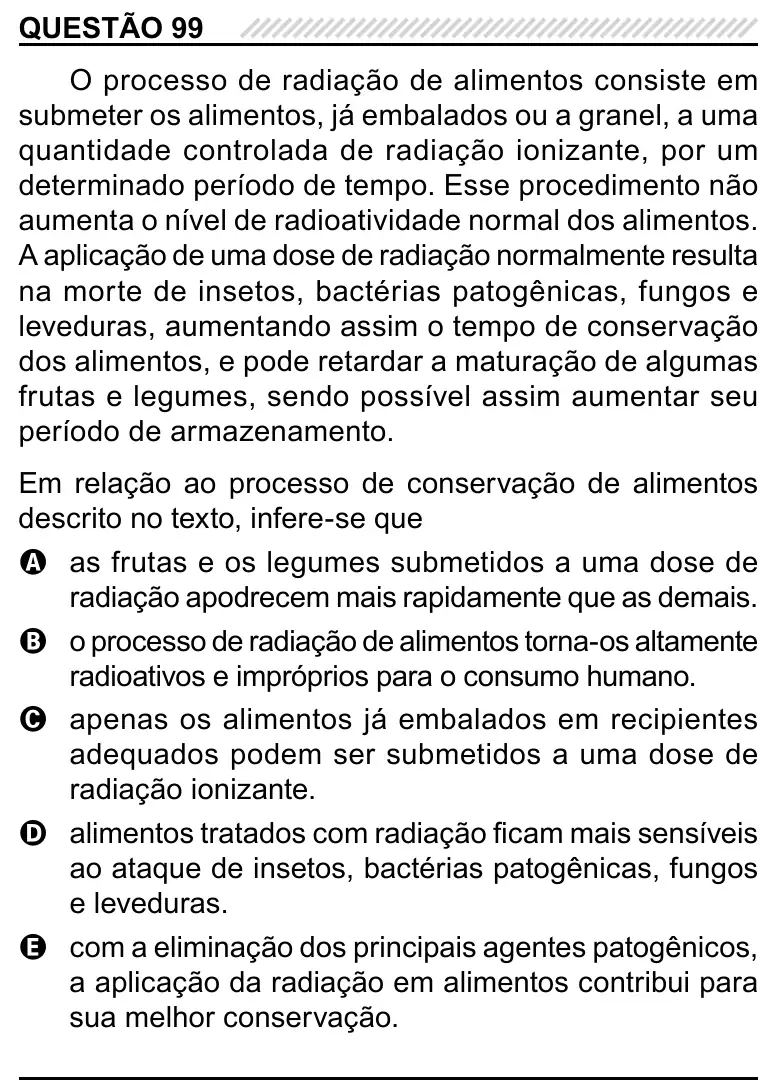 QUESTÃO 99
O processo de radiação de alimentos consiste em
submeter os alimentos, já embalados ou a granel, a uma
quantidade controlada de radiação ionizante, por um
determinado período de tempo. Esse procedimento não
aumenta o nível de radioatividade normal dos alimentos.
A aplicação de uma dose de radiação normalmente resulta
na morte de insetos, bactérias patogênicas, fungos e
leveduras, aumentando assim o tempo de conservação
dos alimentos, e pode retardar a maturação de algumas
frutas e legumes, sendo possível assim aumentar seu
período de armazenamento.
Em relação ao processo de conservação de alimentos
descrito no texto, infere-se que
A as frutas e os legumes submetidos a uma dose de
radiação apodrecem mais rapidamente que as demais.
B o processo de radiação de alimentos torna-os altamente
radioativos e impróprios para o consumo humano.
C apenas os alimentos já embalados em recipientes
adequados podem ser submetidos a uma dose de
radiação ionizante.
D alimentos tratados com radiação ficam mais sensíveis
ao ataque de insetos, bactérias patogênicas, fungos
e leveduras.
E com a eliminação dos principais agentes patogênicos,
a aplicação da radiação em alimentos contribui para
sua melhor conservação.